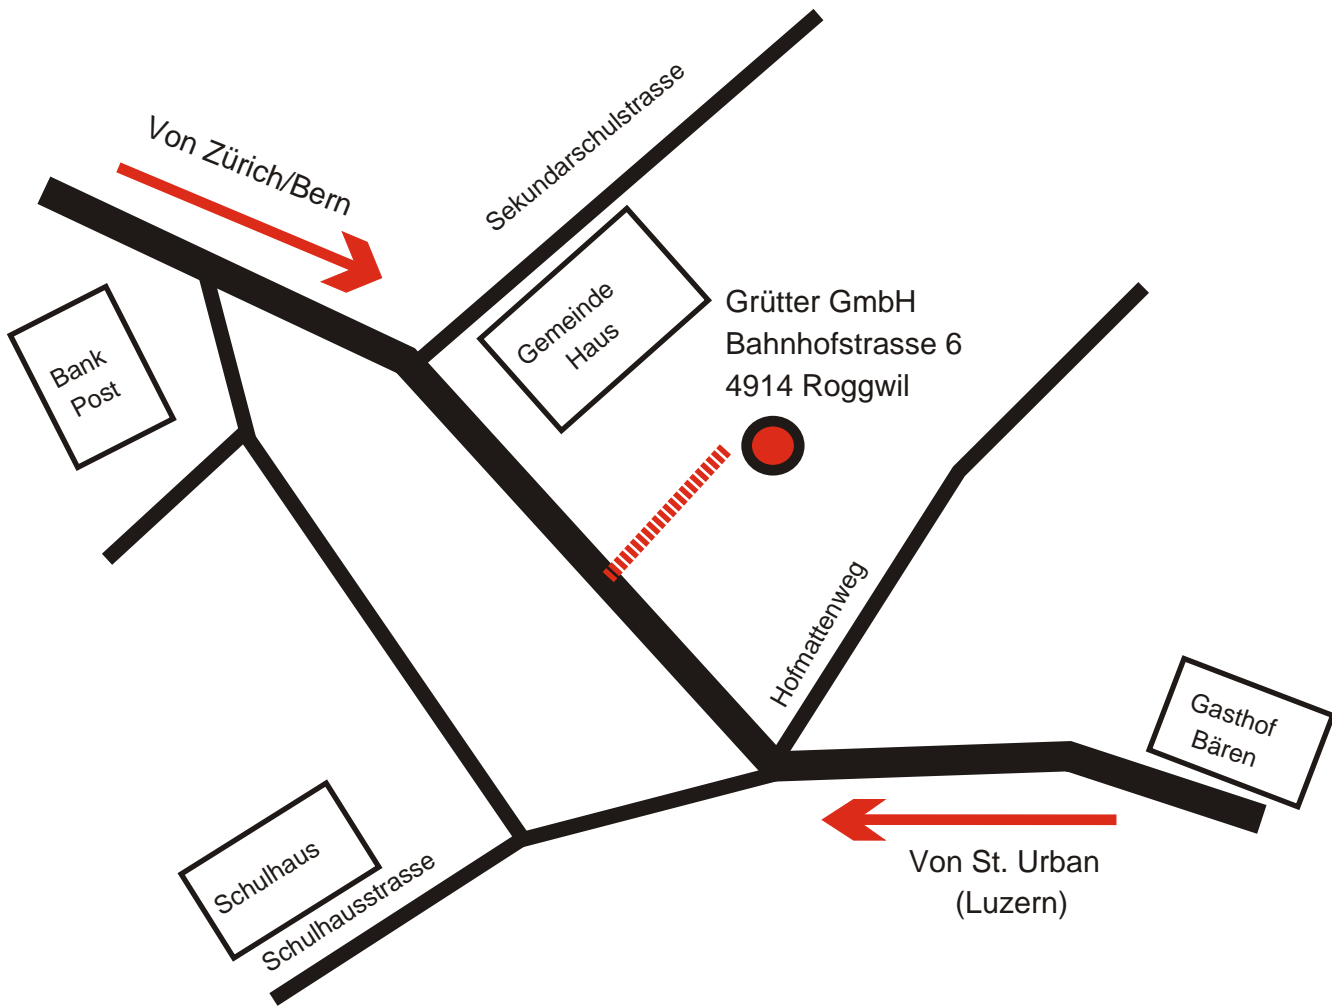 Von Zürich/Bern
Sekundarschulstrasse
Gemeinde
Haus
Grütter GmbH
Bahnhofstrasse 6
4914 Roggwil
Bank
Post
Hofmattenweg
Gasthof
Bären
Schulhaus
Schulhausstrasse
Von St. Urban
(Luzern)